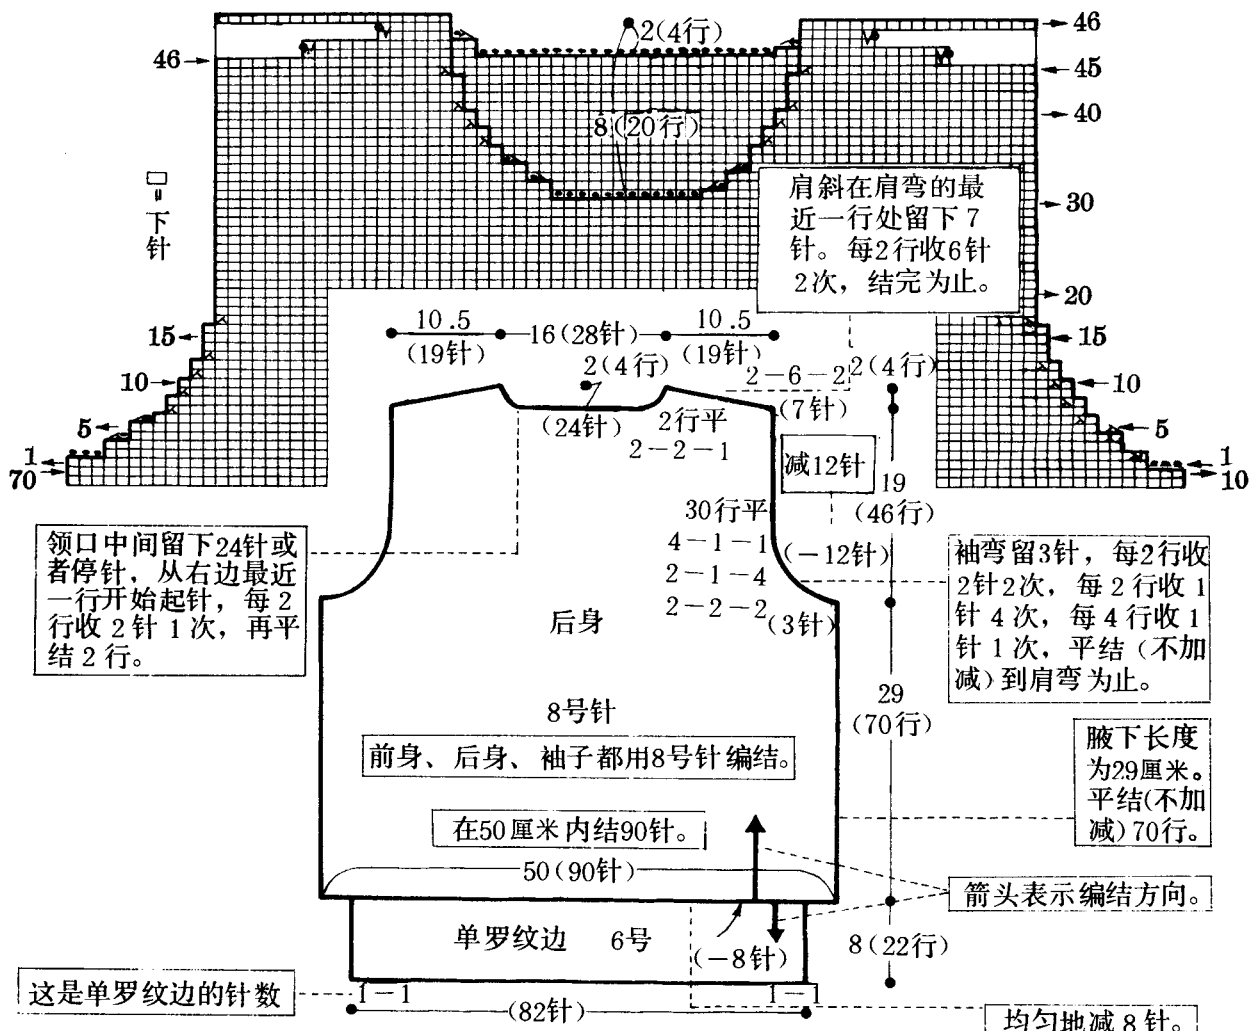 2(4行)
46
46
45
40
8(20行)
30
20
15
10
5
1
10
口=下针
15
10
5
1
70
肩斜在肩弯的最
近一行处留下7
针。每2行收6针
2次，结完为止。
10.5
(19针)
16(28针)
10.5
(19针)
2(4行)
2-6-2
2(4行)
(7针)
(24针)
2行平
2-2-1
减12针
19
(46行)
30行平
4-1-1
(-12针)
2-1-4
2-2-2
(3针)
领口中间留下24针或
者停针，从右边最近
一行开始起针，每2
行收2针1次，再平
结2行。
袖弯留3针，每2行收
2针2次，每2行收1
针4次，每4行收1
针1次，平结（不加
减）到肩弯为止。
后身
8号针
29
(70行)
前身、后身、袖子都用8号针编结。
腋下长度
为29厘米。
平结(不加
减)70行。
在50厘米内结90针。
50(90针)
箭头表示编结方向。
单罗纹边 6号
(-8针)
8(22行)
这是单罗纹边的针数
1-1
1-1
(82针)
均匀地减8针。